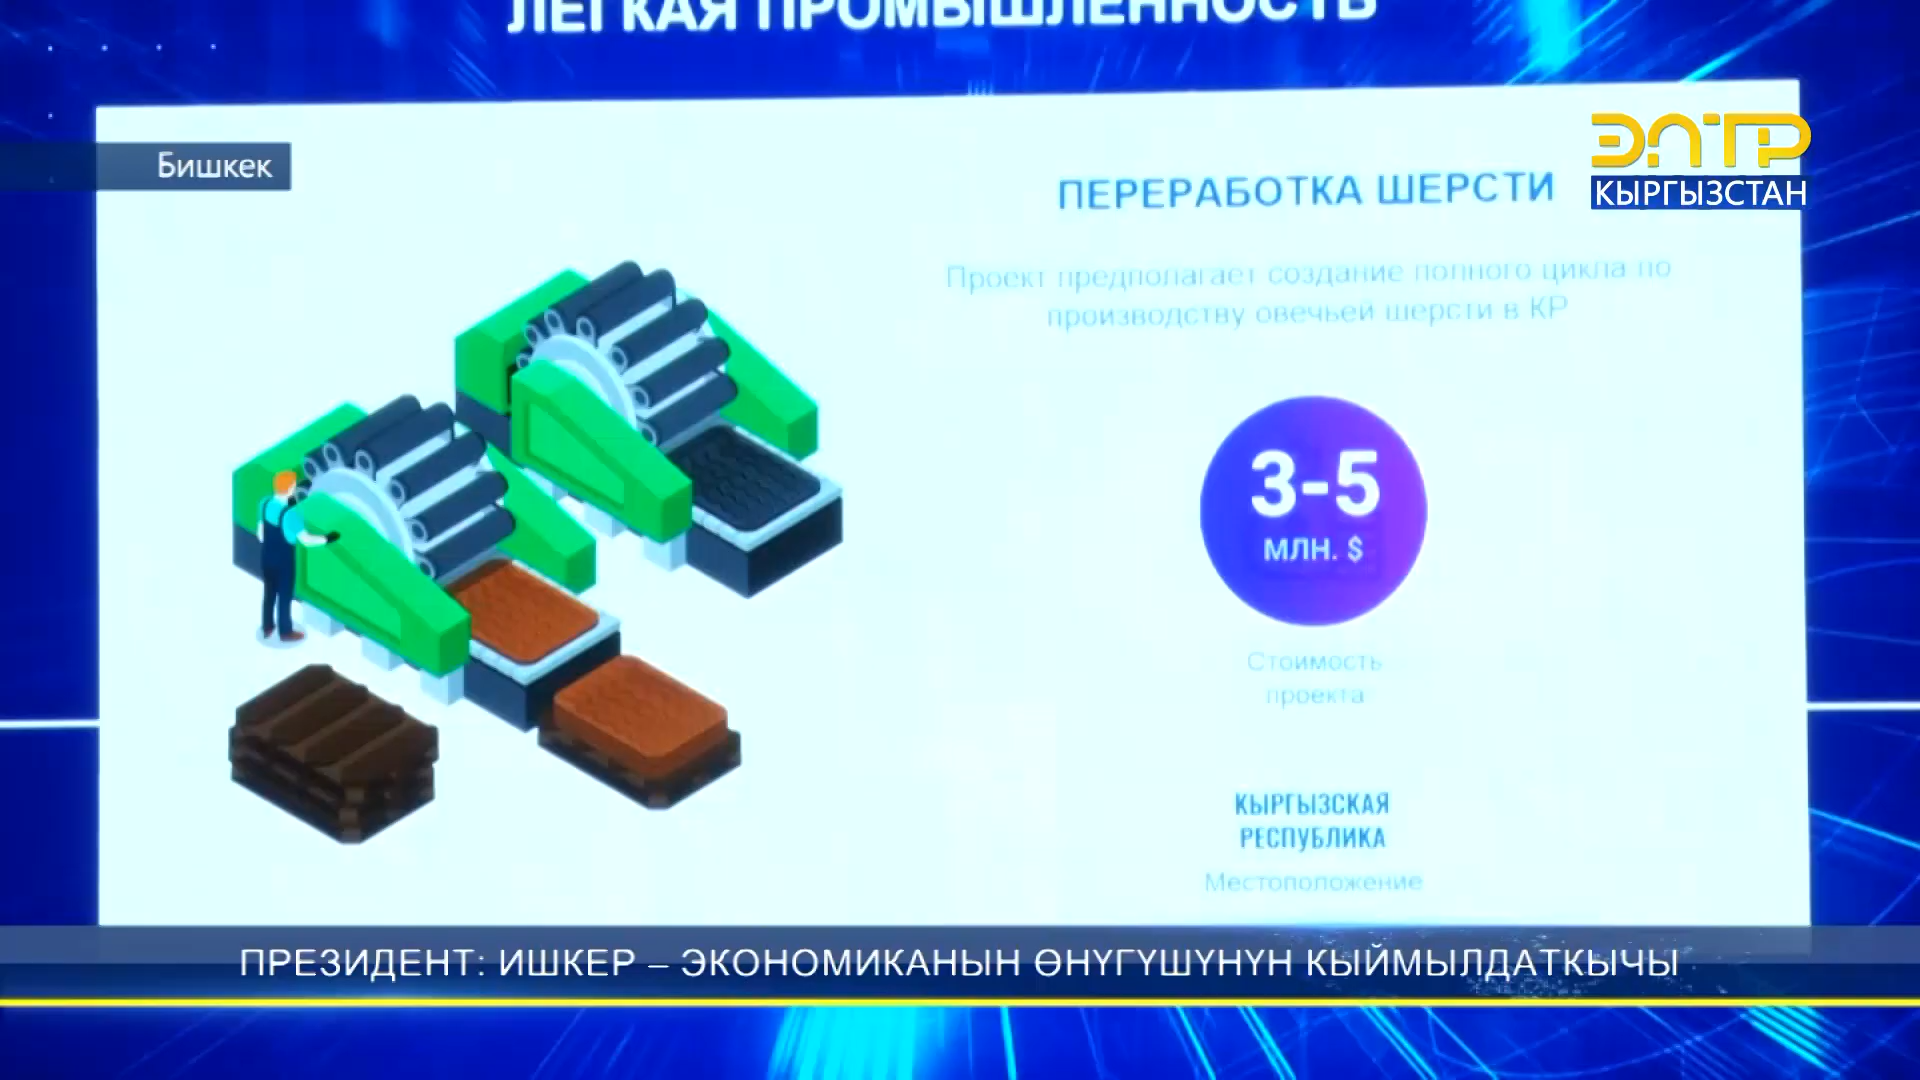 ЛЕГКАЯ ПРОМЫШЛЕННОСТЬ
Бишкек
ЭЛТР
КЫРГЫЗСТАН
ПЕРЕРАБОТКА ШЕРСТИ
Проект предполагает создание полного цикла по
производству овечьей шерсти в КР
3-5
МЛН. $
Стоимость
проекта
КЫРГЫЗСКАЯ
РЕСПУБЛИКА
Местоположение
ПРЕЗИДЕНТ: ИШКЕР – ЭКОНОМИКАНЫН ӨНҮГҮШҮНҮН КЫЙМЫЛДАТКЫЧЫ